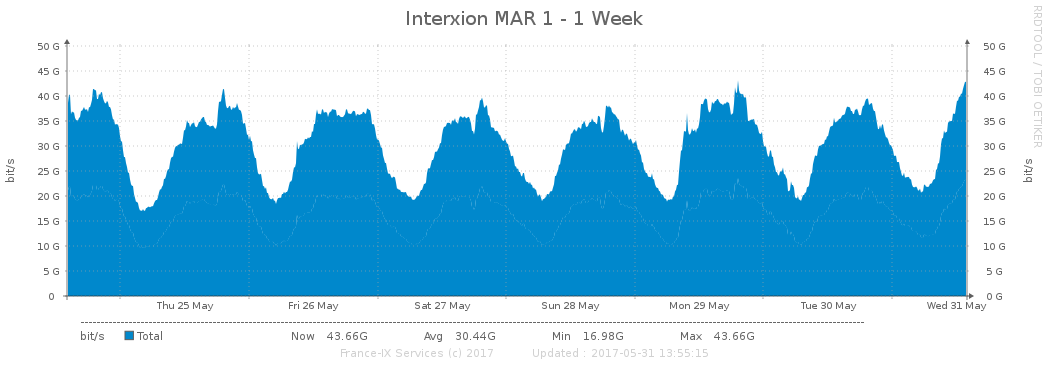 Interxion MAR 1 - 1 Week
RRDTOOL / TOBI OETIKER
50 G 50 G
45 G 45 G
40 G 40 G
35 G 35 G
30 G 30 G
25 G 25 G
20 G 20 G
15 G 15 G
10 G 10 G
5 G 5 G
0 0 G
bit/s bit/s
Thu 25 May Fri 26 May Sat 27 May Sun 28 May Mon 29 May Tue 30 May Wed 31 May
bit/s Total Now 43.66G Avg 30.44G Min 16.98G Max 43.66G
France-IX Services (c) 2017 Updated : 2017-05-31 13:55:15